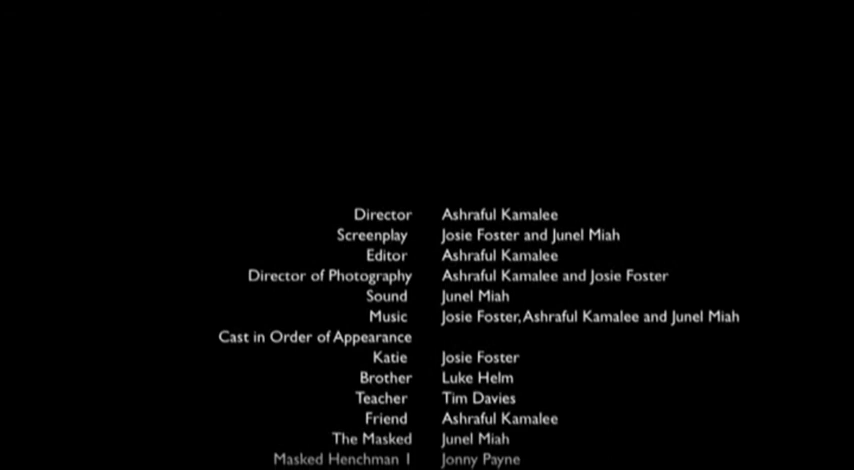 Director Ashraful Kamalee
Screenplay Josie Foster and Junel Miah
Editor Ashraful Kamalee
Director of Photography Ashraful Kamalee and Josie Foster
Sound Junel Miah
Music Josie Foster, Ashraful Kamalee and Junel Miah
Cast in Order of Appearance
Katie Josie Foster
Brother Luke Helm
Teacher Tim Davies
Friend Ashraful Kamalee
The Masked Junel Miah
Masked Henchman 1 Jonny Payne